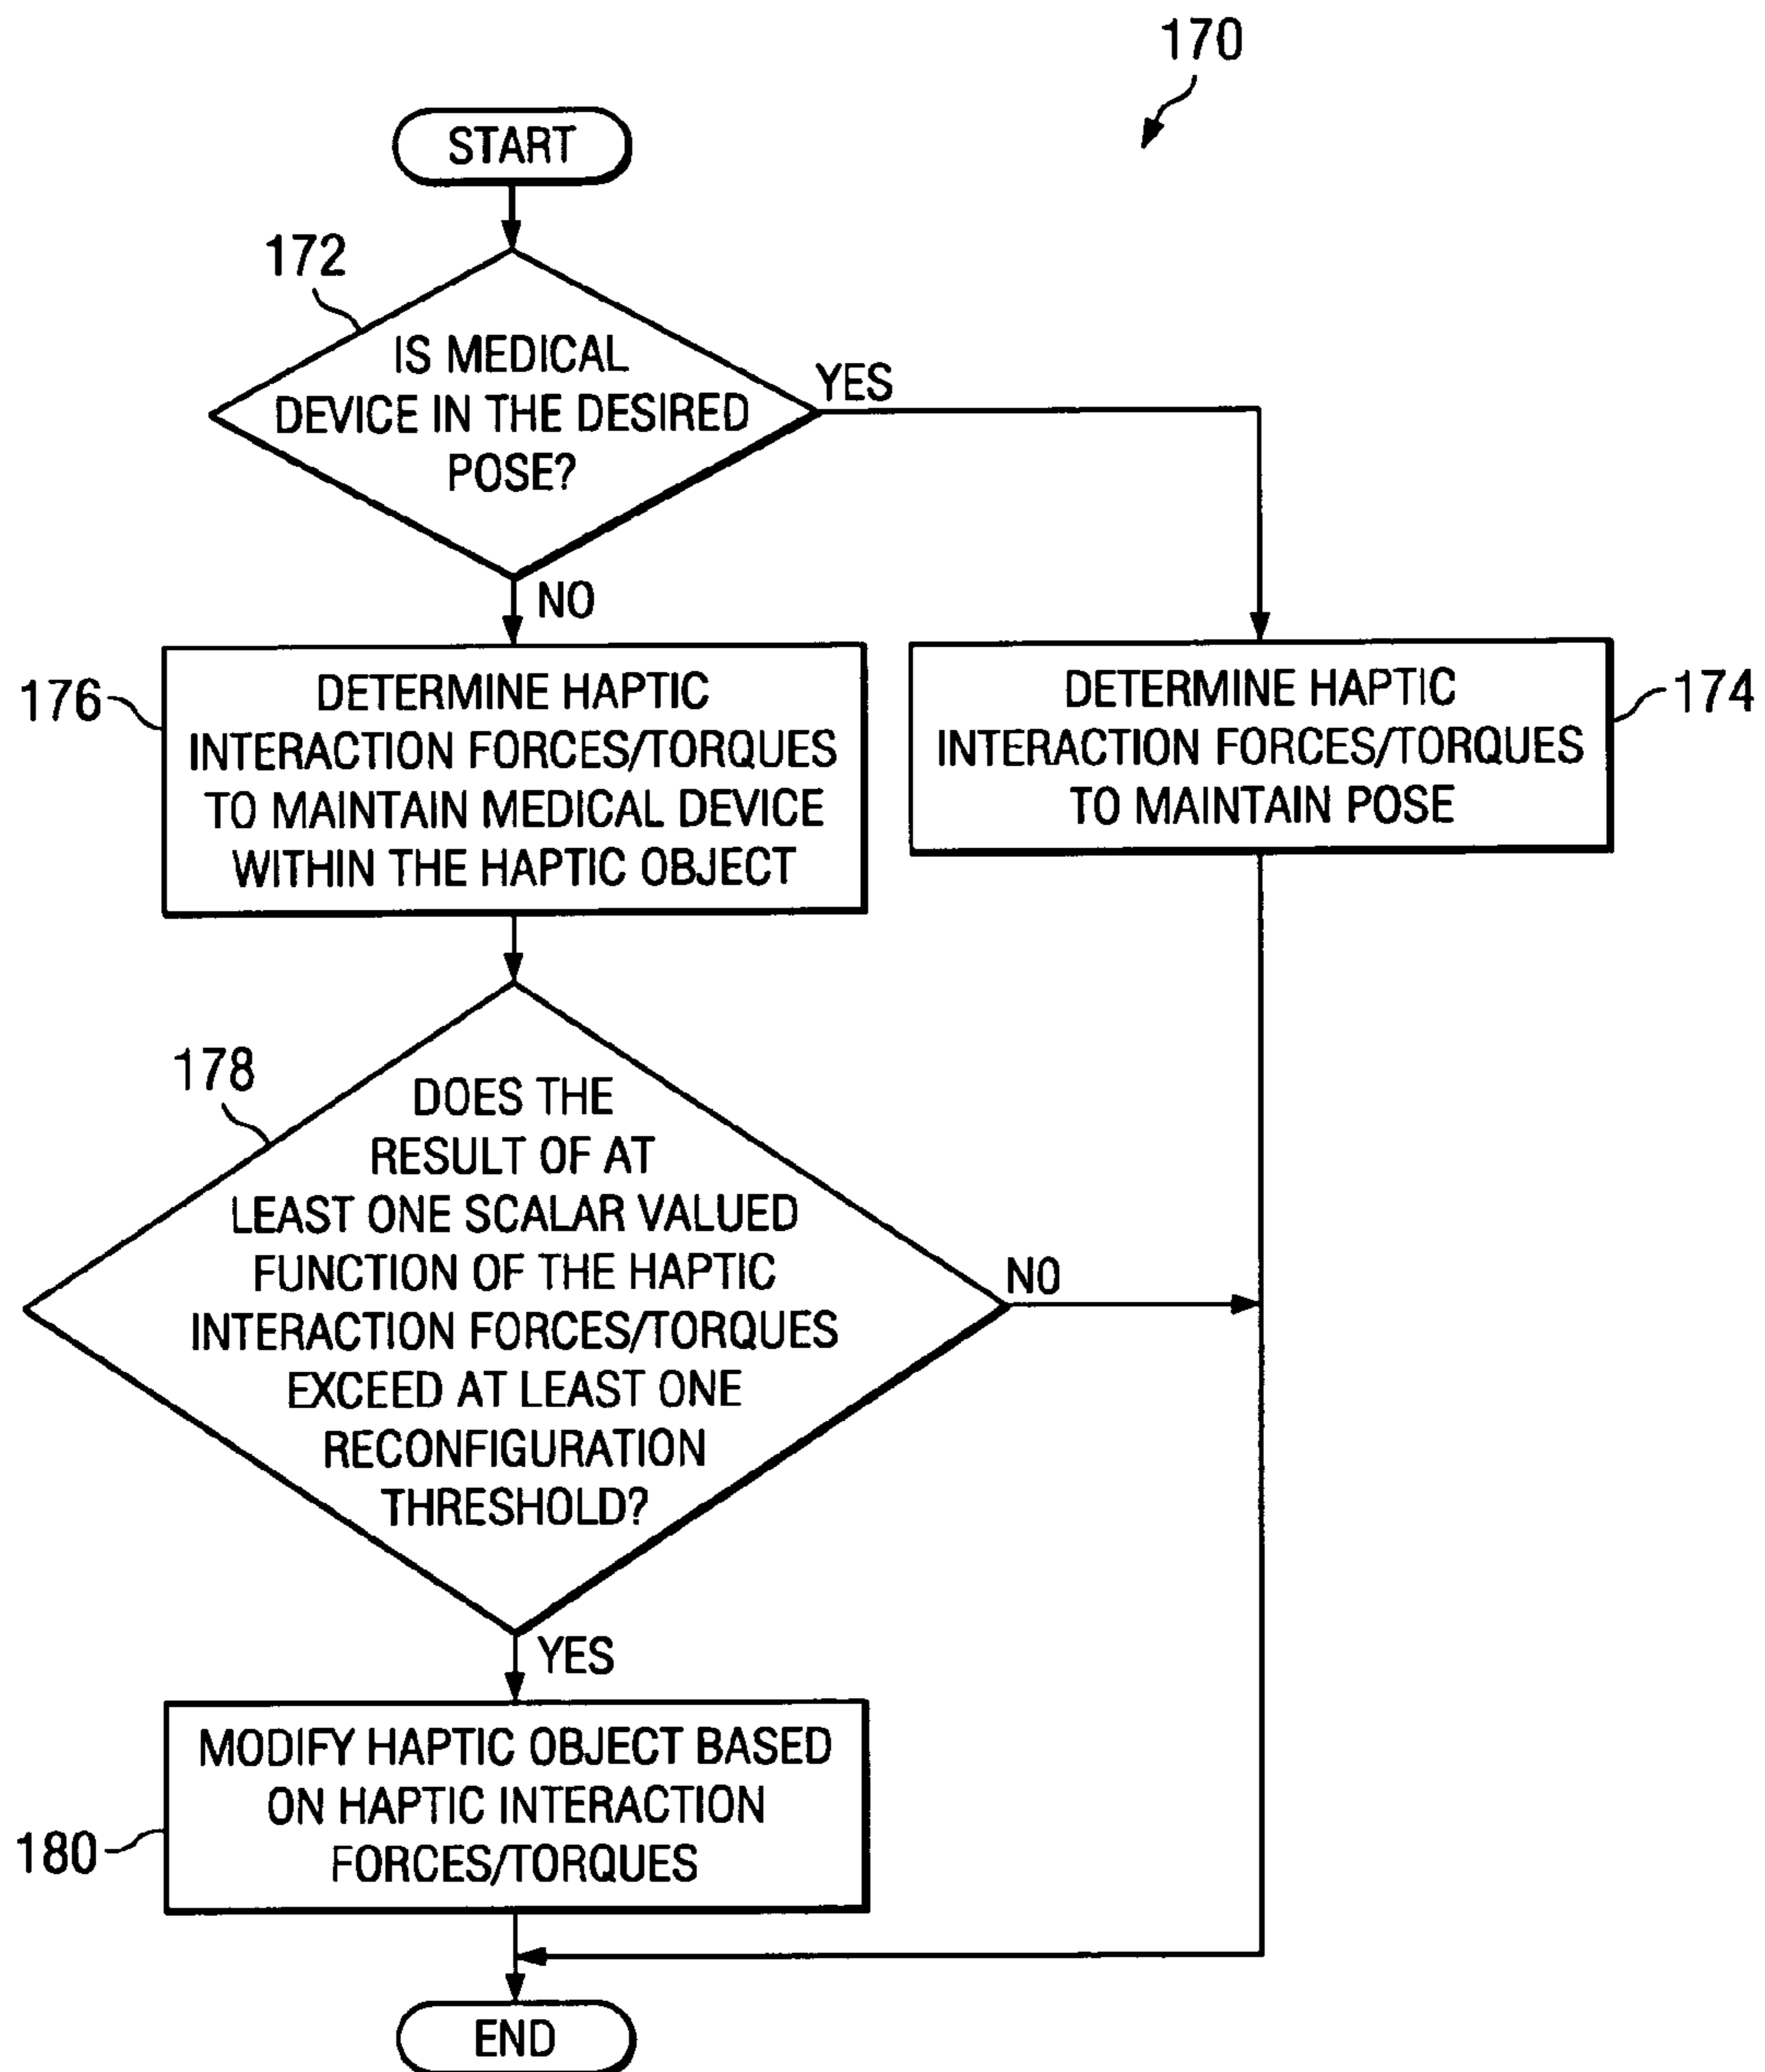 170
START
172
IS MEDICAL
DEVICE IN THE DESIRED
POSE?
YES
NO
176
DETERMINE HAPTIC
INTERACTION FORCES/TORQUES
TO MAINTAIN MEDICAL DEVICE
WITHIN THE HAPTIC OBJECT
DETERMINE HAPTIC
INTERACTION FORCES/TORQUES
TO MAINTAIN POSE
174
178
DOES THE
RESULT OF AT
LEAST ONE SCALAR VALUED
FUNCTION OF THE HAPTIC
INTERACTION FORCES/TORQUES
EXCEED AT LEAST ONE
RECONFIGURATION
THRESHOLD?
NO
YES
MODIFY HAPTIC OBJECT BASED
ON HAPTIC INTERACTION
FORCES/TORQUES
180
END